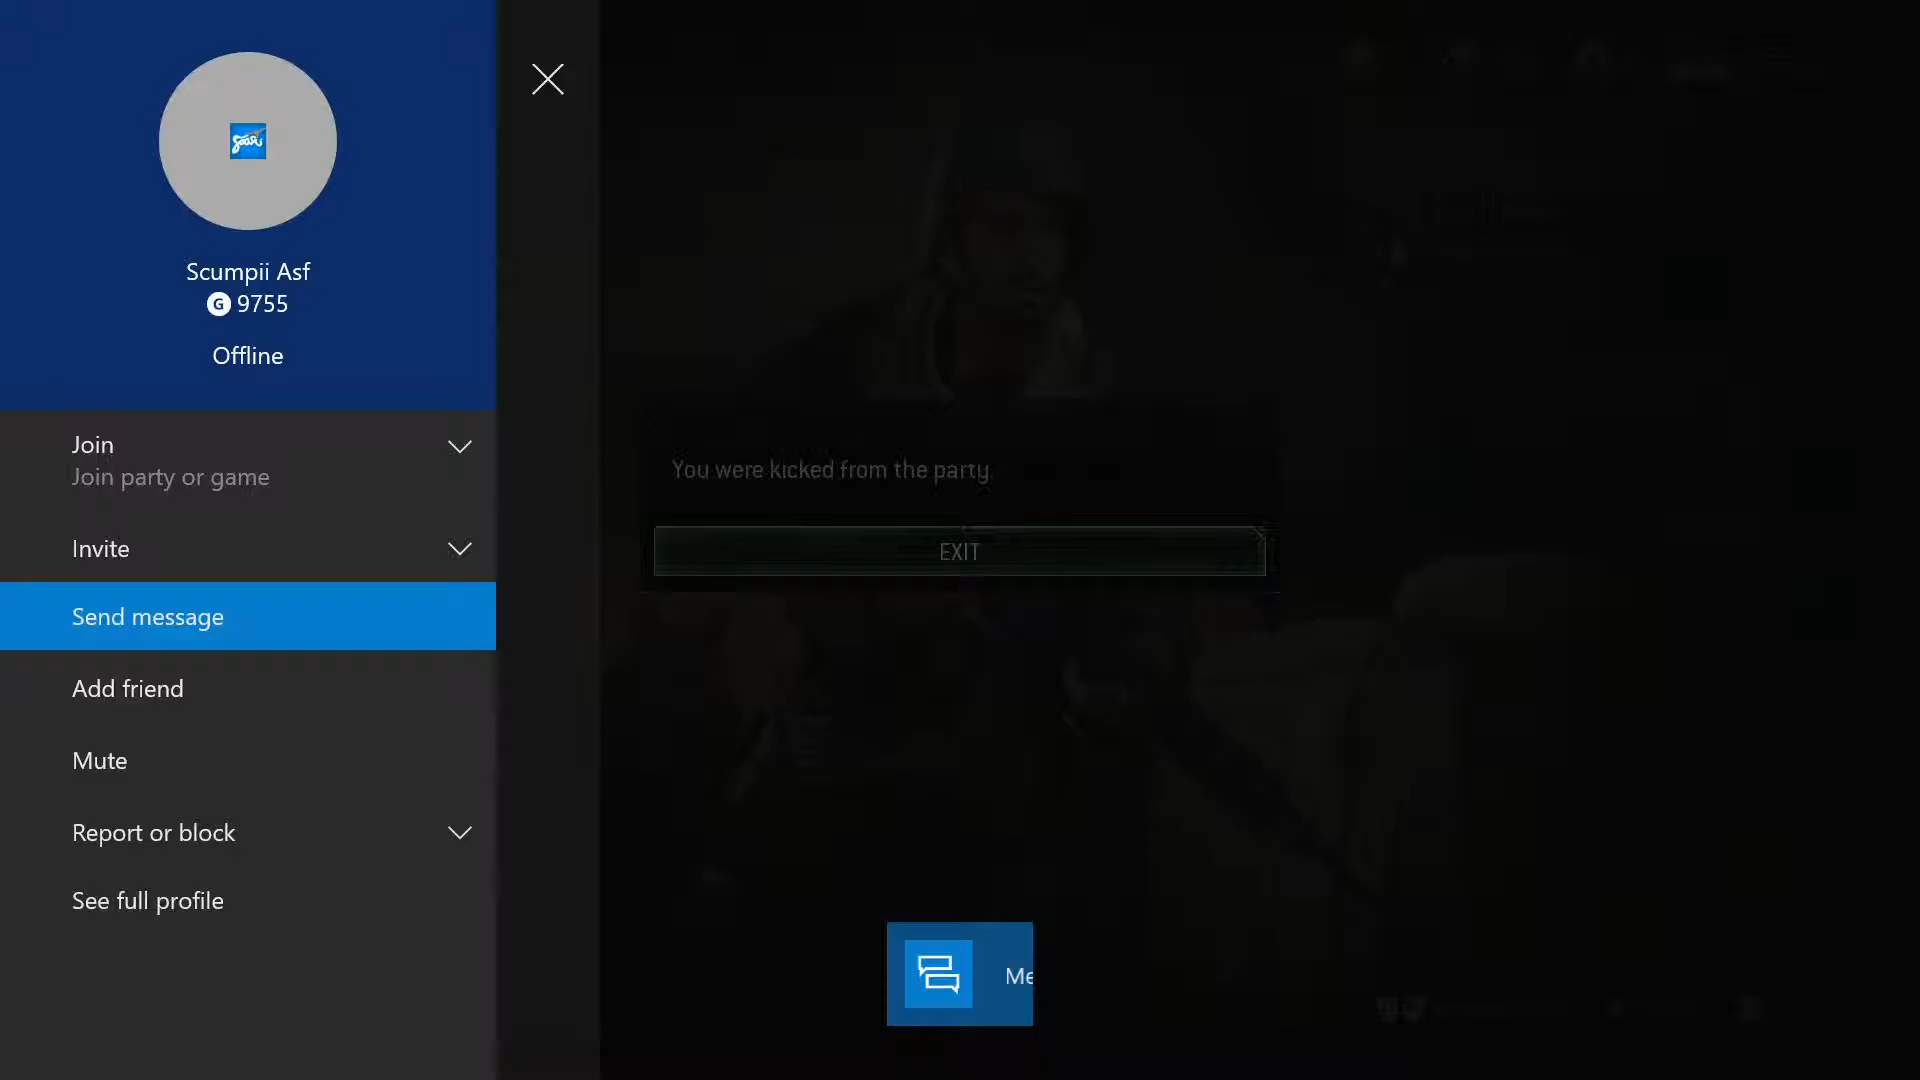 Scumpii Asf
G 9755
Offline
Join
Join party or game
Invite
Send message
Add friend
Mute
Report or block
See full profile
You were kicked from the party.
EXIT
Me